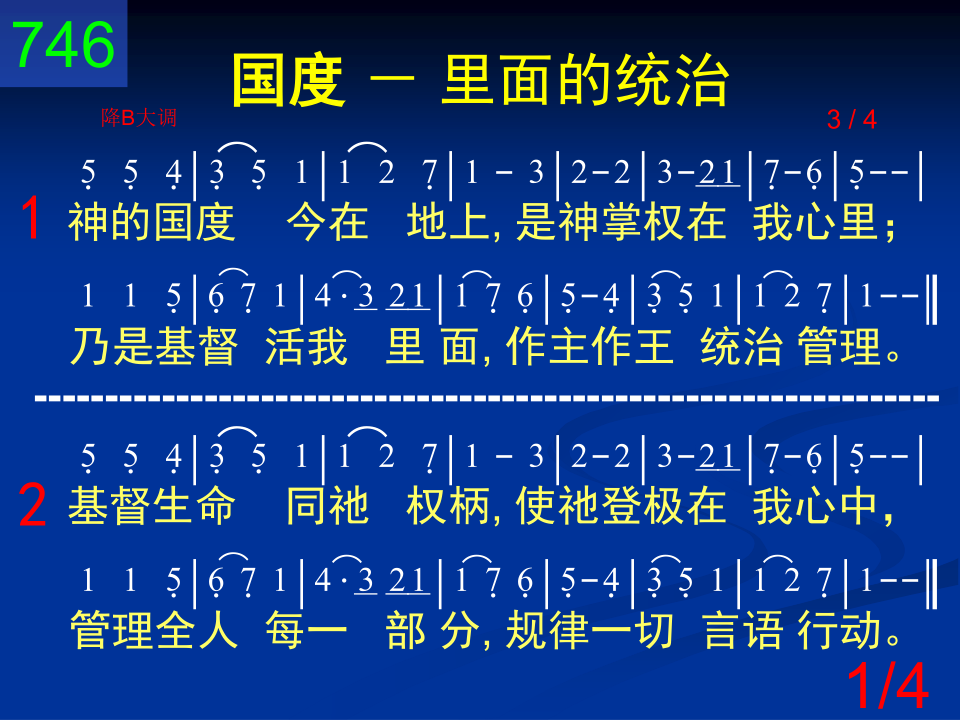 746
国度 － 里面的统治
降B大调
3 / 4
5̣ 5̣ 4̣|3̣ 5̣ 1|1 2 7̣|1 - 3|2-2|3-21|7̣-6̣|5̣--|
1 神的国度 今在 地上, 是神掌权在 我心里；
1 1 5̣|6̣ 7̣ 1|4 · 3 21|1 7̣ 6̣|5̣-4̣|3̣ 5̣ 1|1 2 7̣|1--‖
乃是基督 活我 里 面, 作主作王 统治 管理。
5̣ 5̣ 4̣|3̣ 5̣ 1|1 2 7̣|1 - 3|2-2|3-21|7̣-6̣|5̣--|
2 基督生命 同祂 权柄, 使祂登极在 我心中，
1 1 5̣|6̣ 7̣ 1|4 · 3 21|1 7̣ 6̣|5̣-4̣|3̣ 5̣ 1|1 2 7̣|1--‖
管理全人 每一 部 分, 规律一切 言语 行动。
1/4